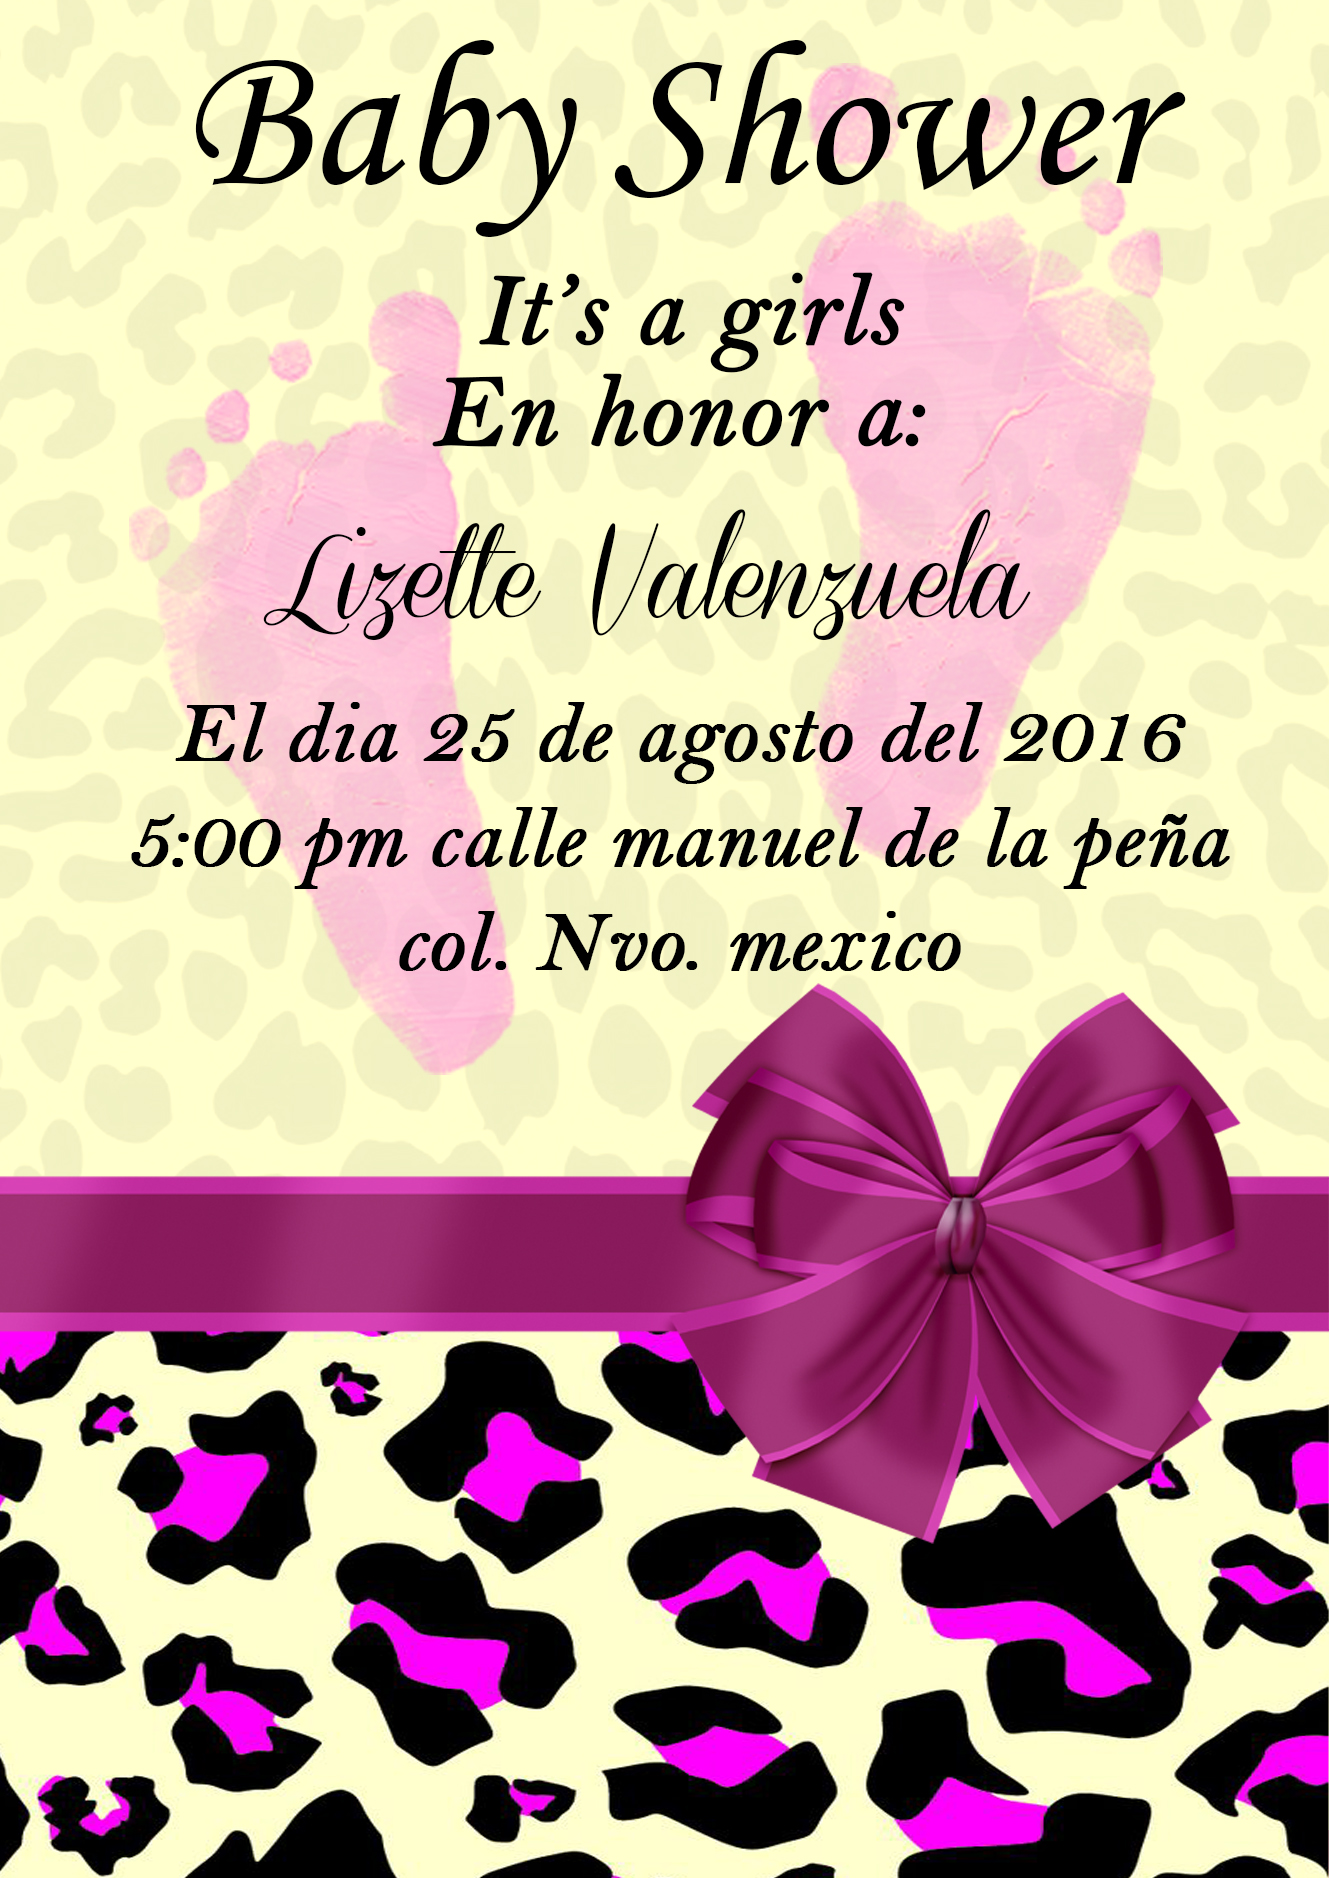 Baby Shower
It's a girls
En honor a:
Lizette Valenzuela
El dia 25 de agosto del 2016
5:00 pm calle manuel de la peña
col. Nvo. mexico